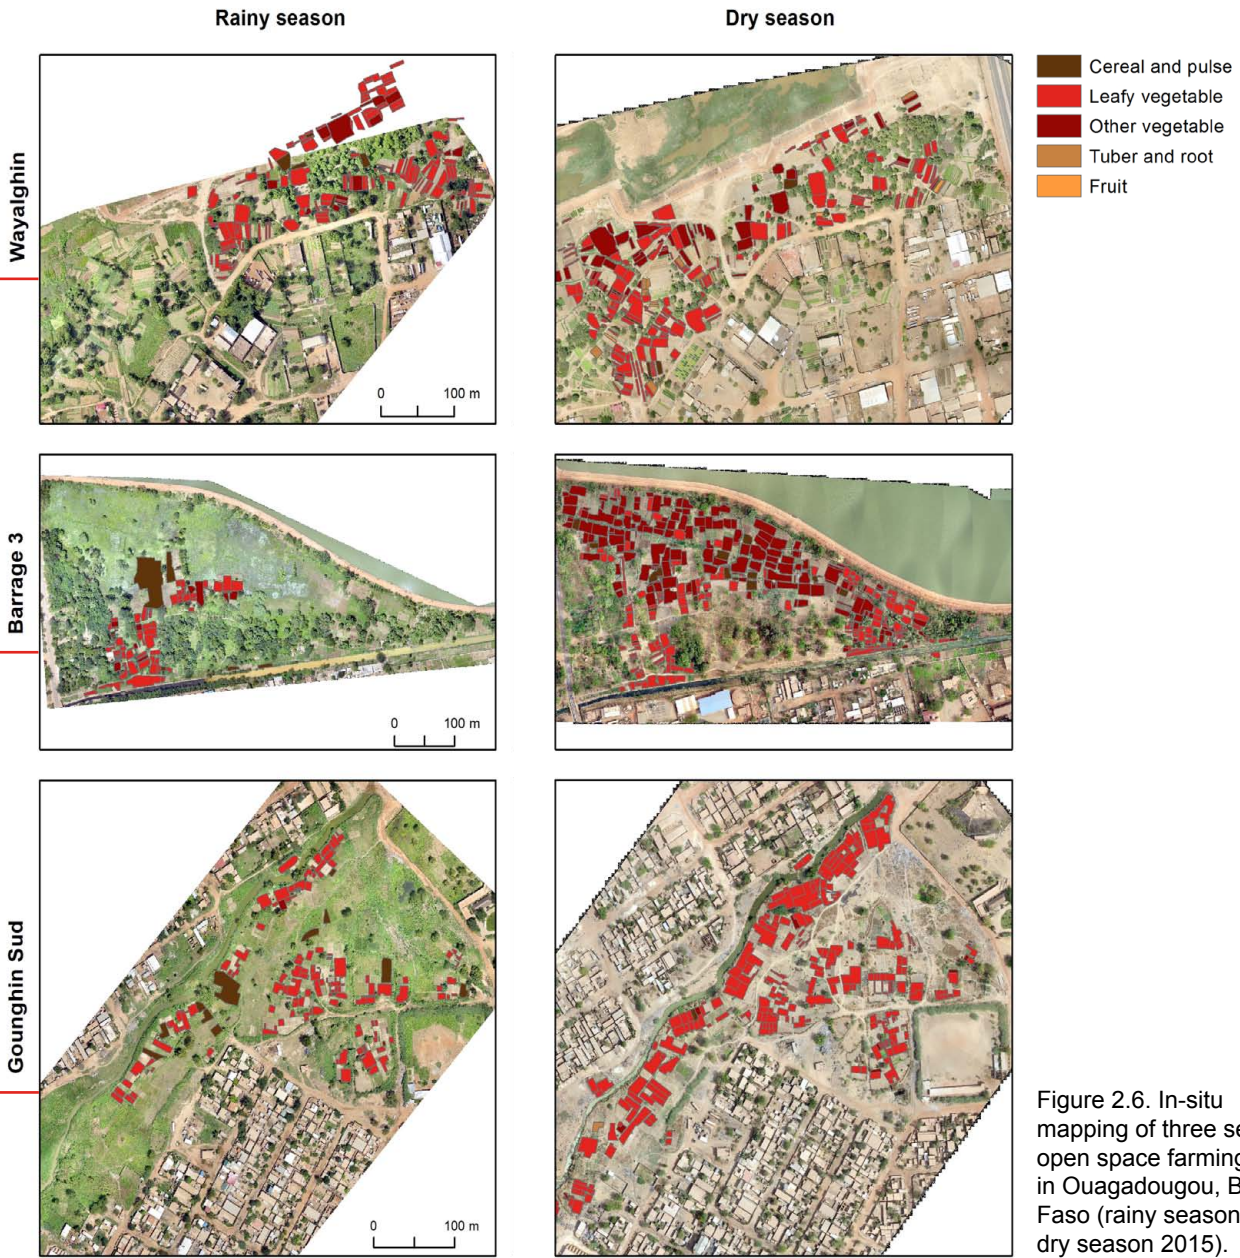 Rainy season
Dry season
Cereal and pulse
Leafy vegetable
Other vegetable
Tuber and root
Fruit
Wayalghin
0 100 m
Barrage 3
0 100 m
Gounghin Sud
0 100 m
Figure 2.6. In-situ
mapping of three se
open space farming
in Ouagadougou, B
Faso (rainy season
dry season 2015).